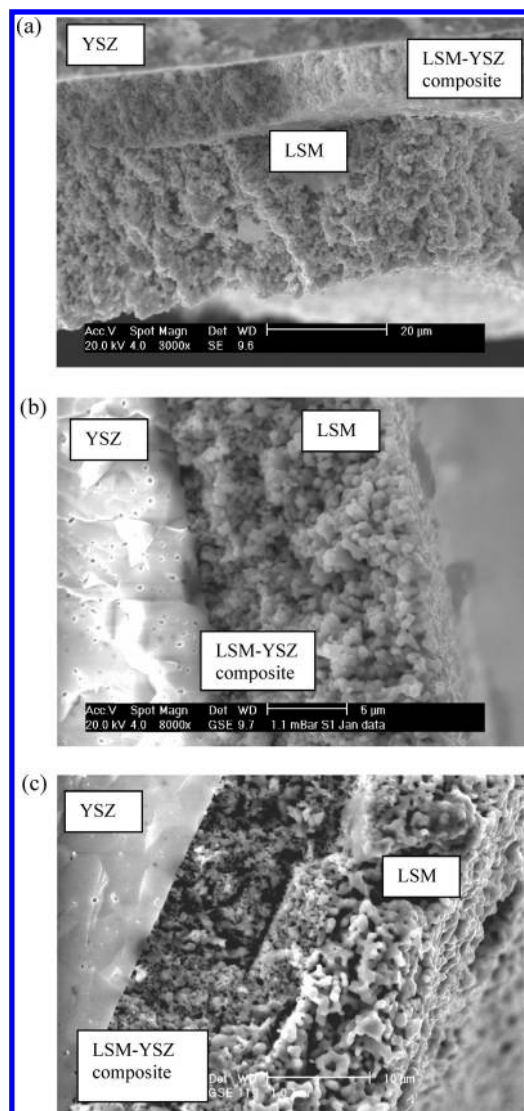 (a)
YSZ
LSM-YSZ
composite
LSM
Acc.V Spot Magn Det WD 20 µm
20.0 kV 4.0 3000x SE 9.6
(b)
YSZ
LSM
LSM-YSZ
composite
Acc.V Spot Magn Det WD 5 µm
20.0 kV 4.0 8000x GSE 9.7 1.1 mBar S1 Jan data
(c)
YSZ
LSM
LSM-YSZ
composite
Det WD 10 µm
GSE